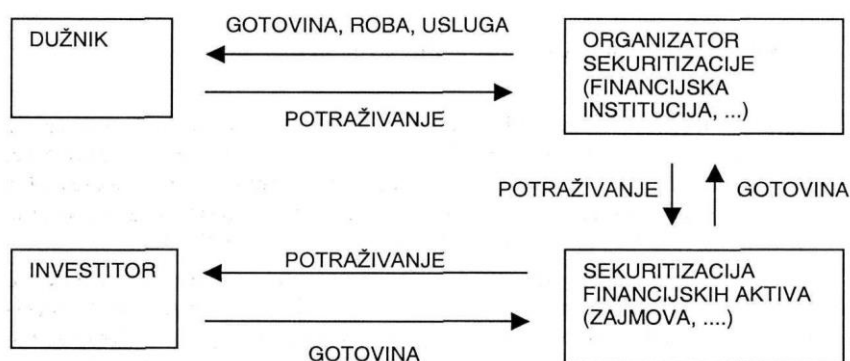 DUŽNIK
GOTOVINA, ROBA, USLUGA
POTRAŽIVANJE
ORGANIZATOR
SEKURITIZACIJE
(FINANCIJSKA
INSTITUCIJA, ...)
POTRAŽIVANJE
GOTOVINA
INVESTITOR
POTRAŽIVANJE
GOTOVINA
SEKURITIZACIJA
FINANCIJSKIH AKTIVA
(ZAJMOVA, ....)